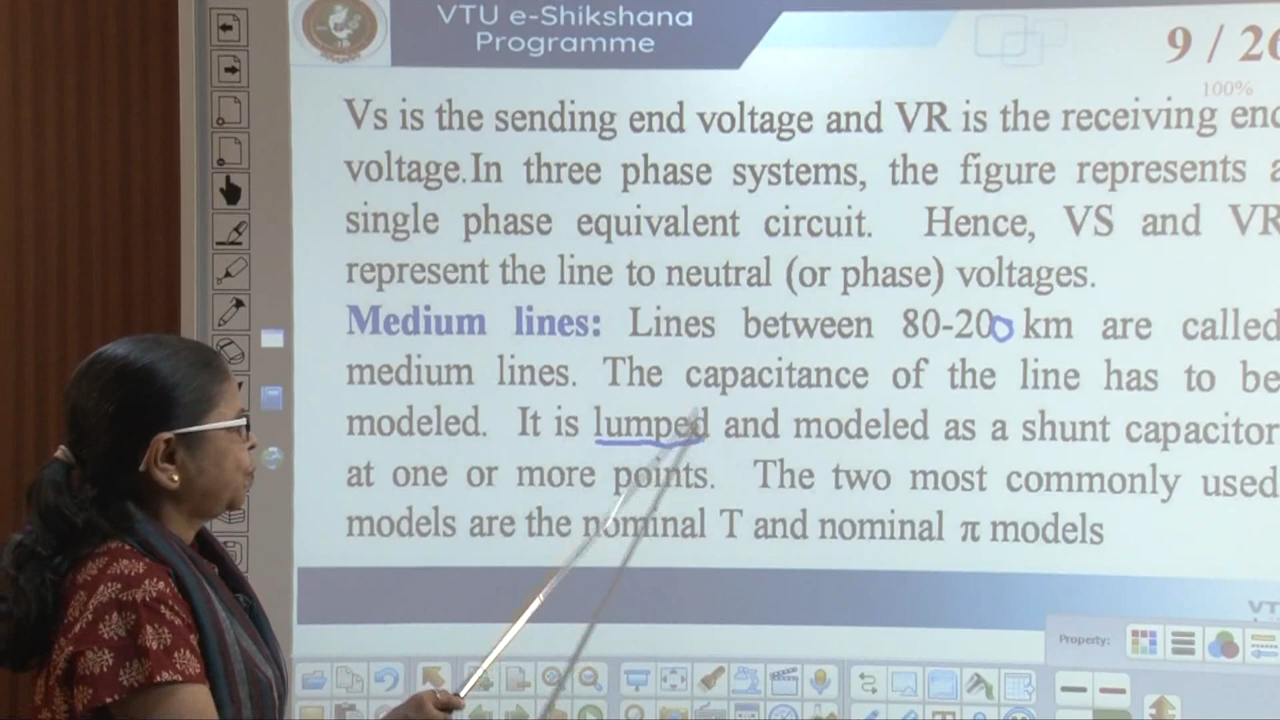 VTU e-Shikshana
Programme
9 / 26
100%
Vs is the sending end voltage and VR is the receiving end
voltage.In three phase systems, the figure represents a
single phase equivalent circuit. Hence, VS and VR
represent the line to neutral (or phase) voltages.
Medium lines: Lines between 80-200 km are called
medium lines. The capacitance of the line has to be
modeled. It is lumped and modeled as a shunt capacitor
at one or more points. The two most commonly used
models are the nominal T and nominal π models
VT
Property: